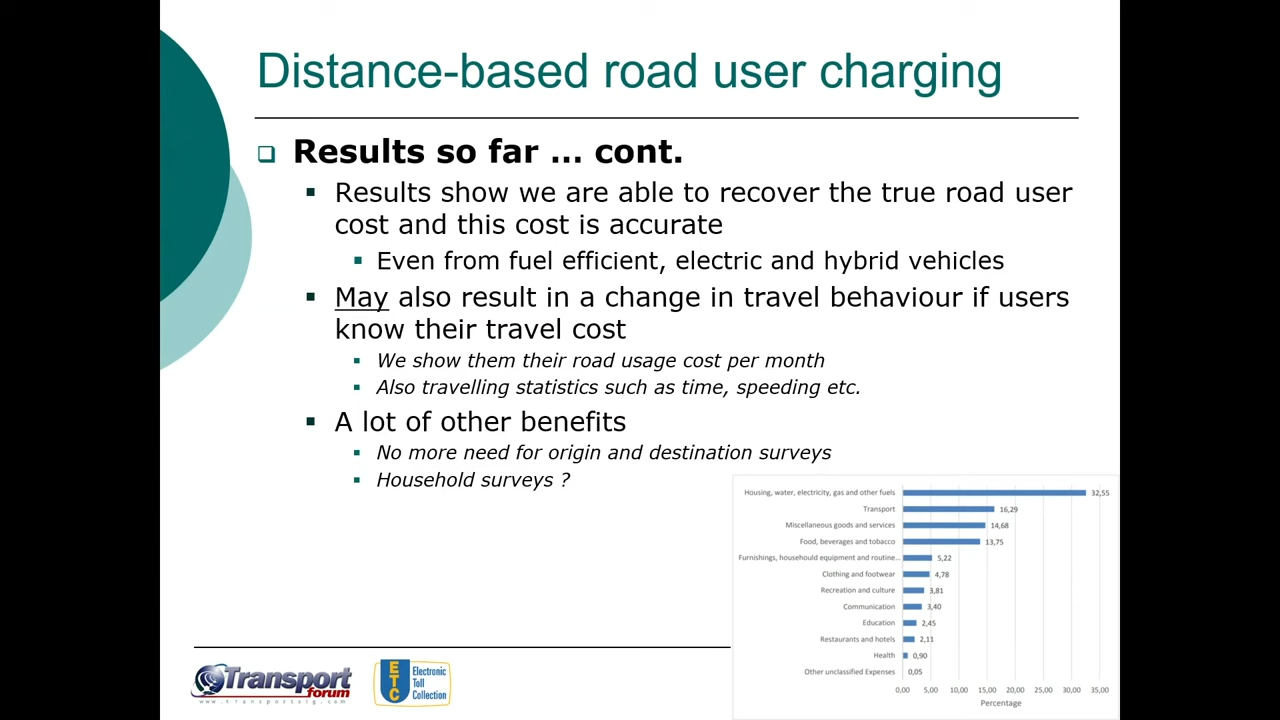 Distance-based road user charging
Results so far … cont.
Results show we are able to recover the true road user
cost and this cost is accurate
Even from fuel efficient, electric and hybrid vehicles
May also result in a change in travel behaviour if users
know their travel cost
We show them their road usage cost per month
Also travelling statistics such as time, speeding etc.
A lot of other benefits
No more need for origin and destination surveys
Household surveys ?
Housing, water, electricity, gas and other fuels 32,55
Transport 16,29
Miscellaneous goods and services 14,68
Food, beverages and tobacco 13,75
Furnishings, househould equipment and routine… 5,22
Clothing and footwear 4,78
Recreation and culture 3,81
Communication 3,40
Education 2,45
Restaurants and hotels 2,11
Health 0,90
Other unclassified Expenses 0,05
0,00 5,00 10,00 15,00 20,00 25,00 30,00 35,00
Percentage
Transport
forum
www.transportsig.com
ETC
Electronic
Toll
Collection